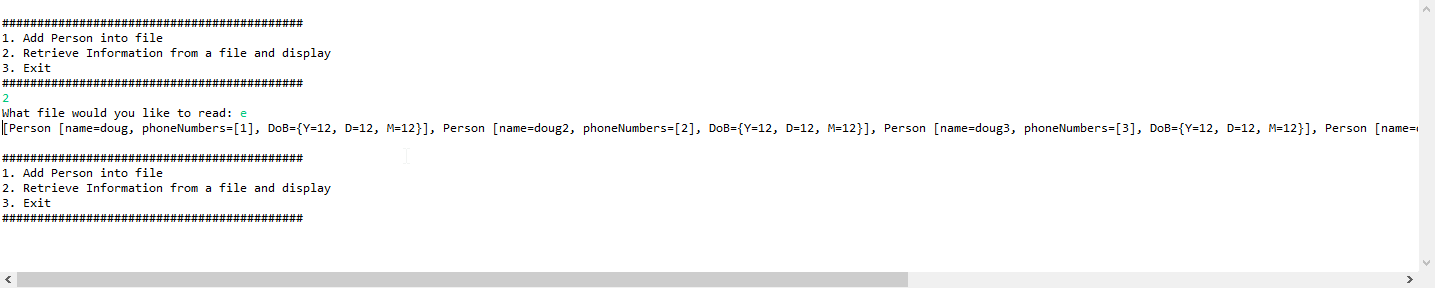 ###########################################
1. Add Person into file
2. Retrieve Information from a file and display
3. Exit
###########################################
2
What file would you like to read: e
[Person [name=doug, phoneNumbers=[1], DoB={Y=12, D=12, M=12}], Person [name=doug2, phoneNumbers=[2], DoB={Y=12, D=12, M=12}], Person [name=doug3, phoneNumbers=[3], DoB={Y=12, D=12, M=12}], Person [name=
###########################################
1. Add Person into file
2. Retrieve Information from a file and display
3. Exit
###########################################